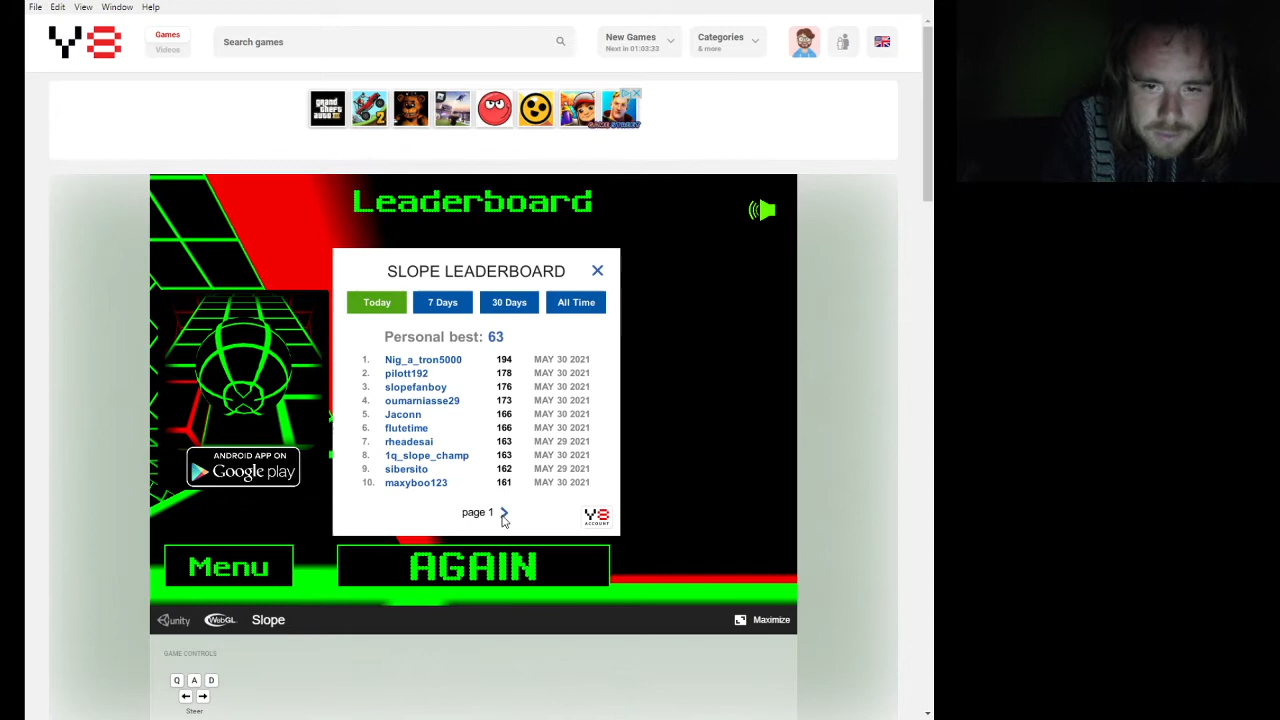 File Edit View Window Help
Y8
Games
Videos
Search games
New Games
Next in 01:03:33
Categories
& more
Leaderboard
SLOPE LEADERBOARD
Today 7 Days 30 Days All Time
Personal best: 63
1. Nig_a_tron5000 194 MAY 30 2021
2. pilott192 178 MAY 30 2021
3. slopefanboy 176 MAY 30 2021
4. oumarniasse29 173 MAY 30 2021
5. Jaconn 166 MAY 30 2021
6. flutetime 166 MAY 30 2021
7. rheadesai 163 MAY 29 2021
8. 1q_slope_champ 163 MAY 30 2021
9. sibersito 162 MAY 29 2021
10. maxyboo123 161 MAY 30 2021
page 1
Y8
ACCOUNT
ANDROID APP ON
Google play
Menu
AGAIN
unity WebGL Slope
Maximize
GAME CONTROLS
Q A D
Steer